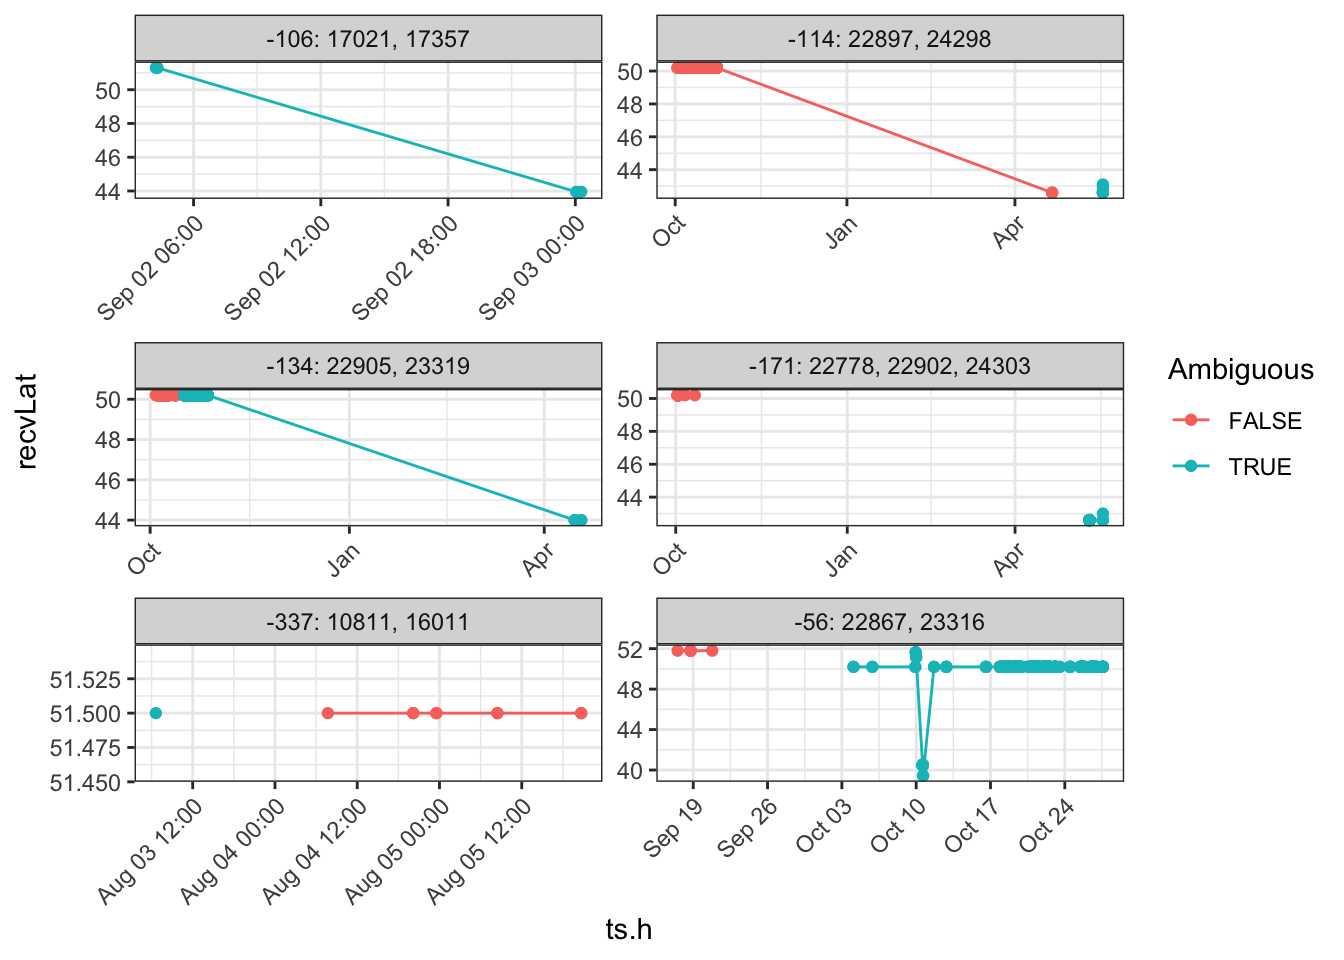 -106: 17021, 17357
-114: 22897, 24298
50
48
46
44
50
48
46
44
Sep 02 06:00
Sep 02 12:00
Sep 02 18:00
Sep 03 00:00
Oct
Jan
Apr
-134: 22905, 23319
-171: 22778, 22902, 24303
50
48
46
44
50
48
46
44
Oct
Jan
Apr
Oct
Jan
Apr
-337: 10811, 16011
-56: 22867, 23316
51.525
51.500
51.475
51.450
52
48
44
40
Aug 03 12:00
Aug 04 00:00
Aug 04 12:00
Aug 05 00:00
Aug 05 12:00
Sep 19
Sep 26
Oct 03
Oct 10
Oct 17
Oct 24
recvLat
ts.h
Ambiguous
FALSE
TRUE